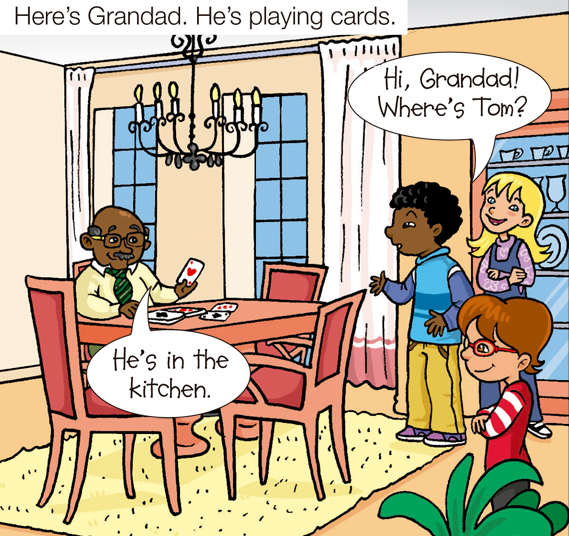 Here's Grandad. He's playing cards.
Hi, Grandad!
Where's Tom?
He's in the
kitchen.